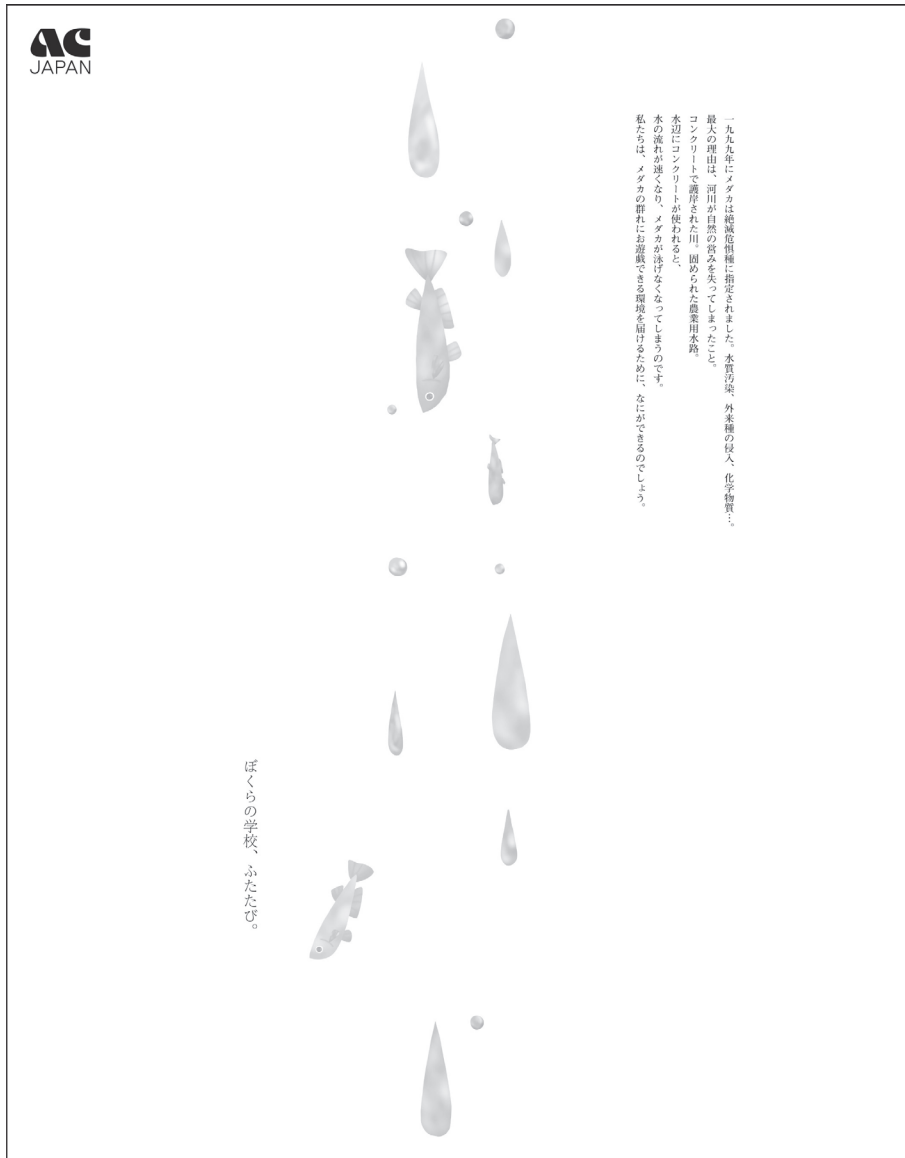 AC
JAPAN
一九九九年にメダカは絶滅危惧種に指定されました。水質汚染、外来種の侵入、化学物質…。
最大の理由は、河川が自然の営みを失ってしまったこと。
コンクリートで護岸された川。固められた農業用水路。
水辺にコンクリートが使われると、
水の流れが速くなり、メダカが泳げなくなってしまうのです。
私たちは、メダカの群れにお遊戯できる環境を届けるために、なにができるのでしょう。
ぼくらの学校、ふたたび。